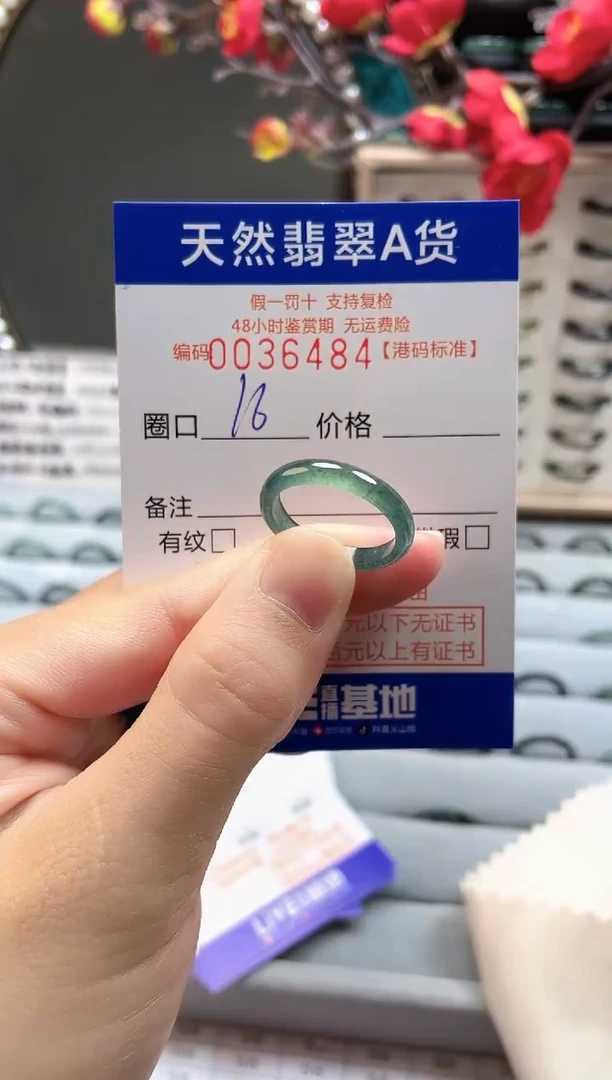 天然翡翠A货
假一罚十 支持复检
48小时鉴赏期 无运费险
编码0036484【港码标准】
圈口 16 价格
备注
有纹□ 瑕□
元以下无证书
元以上有证书
直播基地